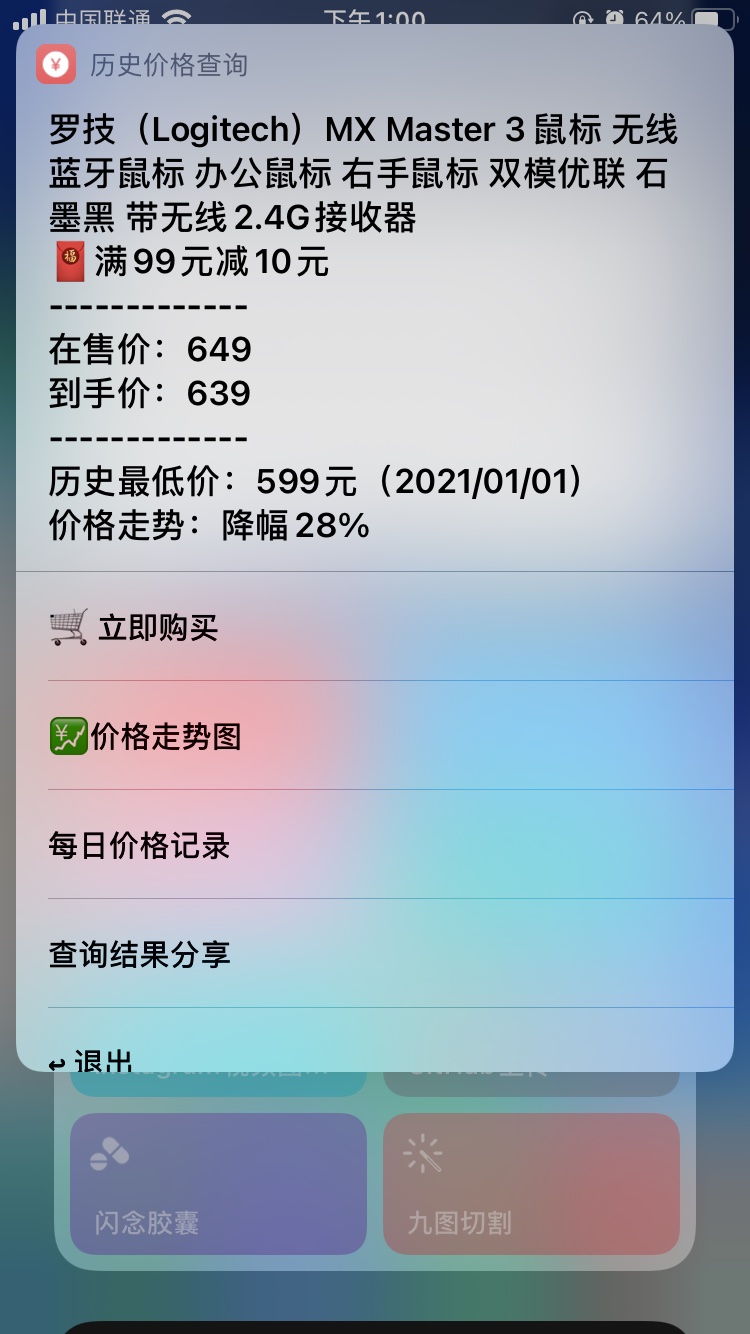 中国联通 下午1:00 64%
历史价格查询
罗技（Logitech）MX Master 3 鼠标 无线
蓝牙鼠标 办公鼠标 右手鼠标 双模优联 石
墨黑 带无线2.4G接收器
福 满99元减10元
-------------
在售价：649
到手价：639
-------------
历史最低价：599元（2021/01/01）
价格走势：降幅28%
立即购买
价格走势图
每日价格记录
查询结果分享
↩ 退出
闪念胶囊 九图切割